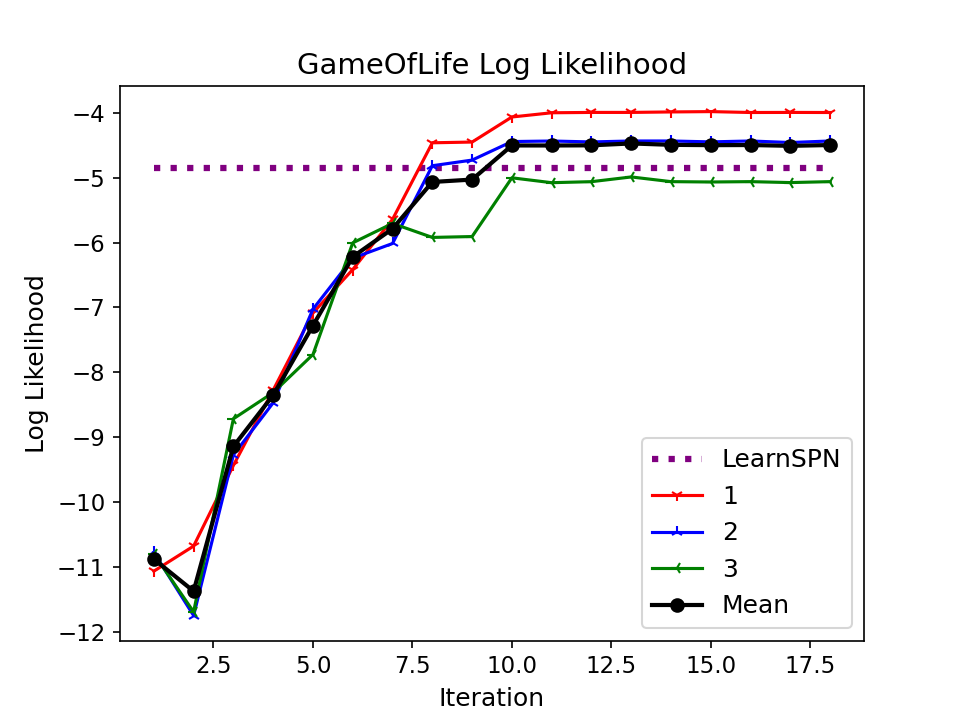 GameOfLife Log Likelihood
Log Likelihood
−4
−5
−6
−7
−8
−9
−10
−11
−12
2.5 5.0 7.5 10.0 12.5 15.0 17.5
Iteration
LearnSPN
1
2
3
Mean